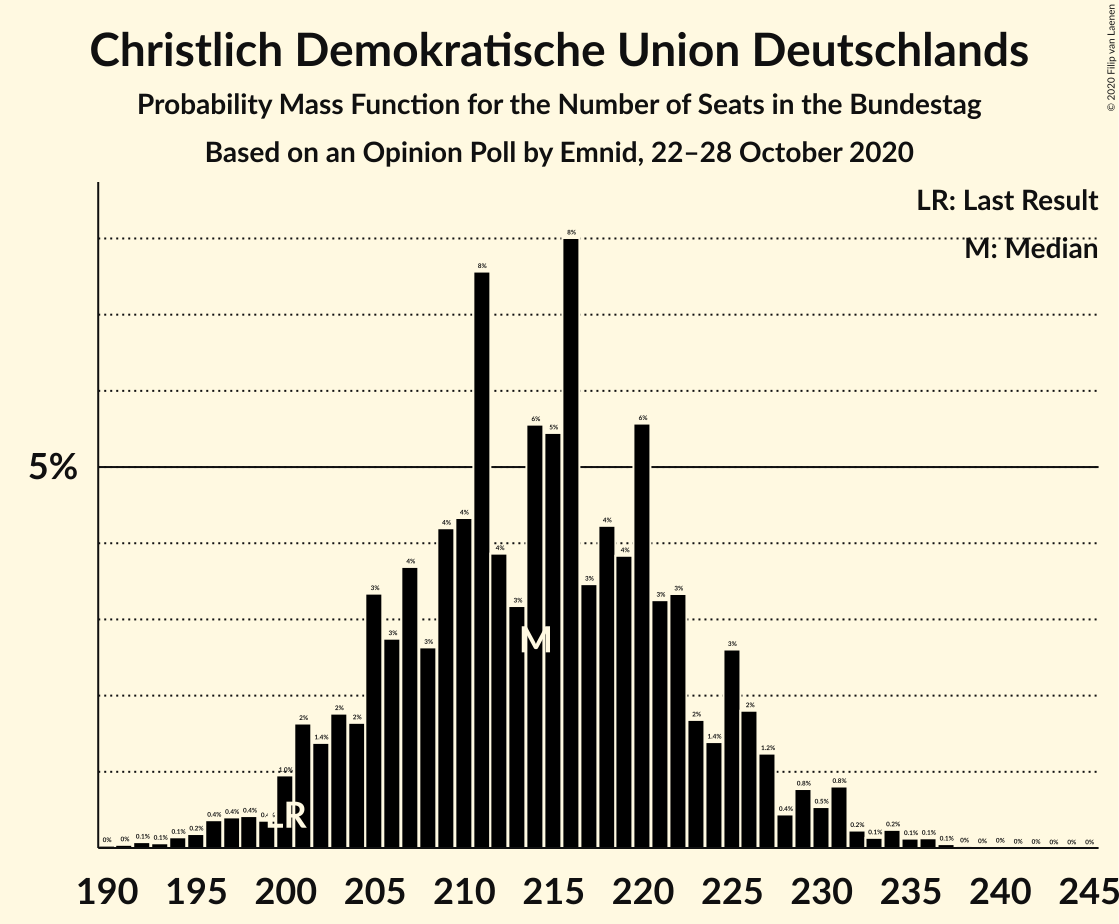 © 2020 Filip van Laenen
Christlich Demokratische Union Deutschlands
Probability Mass Function for the Number of Seats in the Bundestag
Based on an Opinion Poll by Emnid, 22–28 October 2020
LR: Last Result
M: Median
5%
0% 0% 0.1% 0.1% 0.1% 0.2% 0.4% 0.4% 0.4% 1.0% 2% 1.4% 2% 2% 3% 3% 4% 3% 4% 4% 8% 4% 3% 6% 5% 8% 3% 4% 4% 6% 3% 3% 2% 1.4% 3% 2% 1.2% 0.4% 0.8% 0.5% 0.8% 0.2% 0.1% 0.2% 0.1% 0.1% 0.1% 0% 0% 0% 0% 0% 0% 0% 0%
M
LR
190 195 200 205 210 215 220 225 230 235 240 245